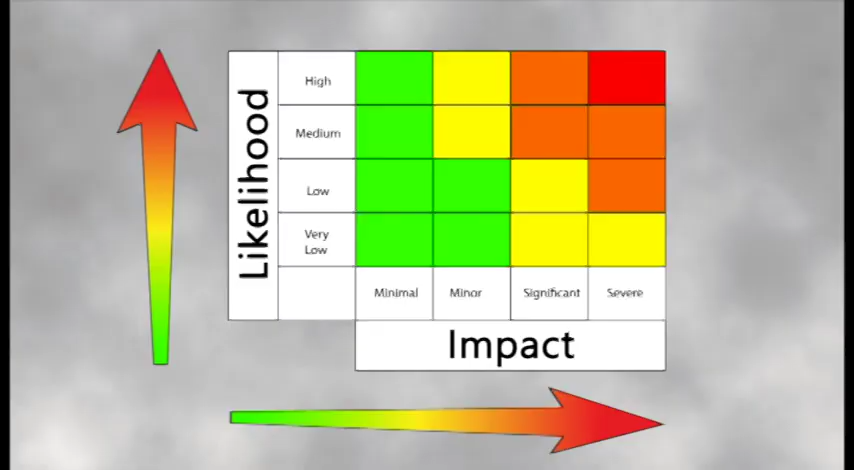 Likelihood
High
Medium
Low
Very
Low
Minimal
Minor
Significant
Severe
Impact